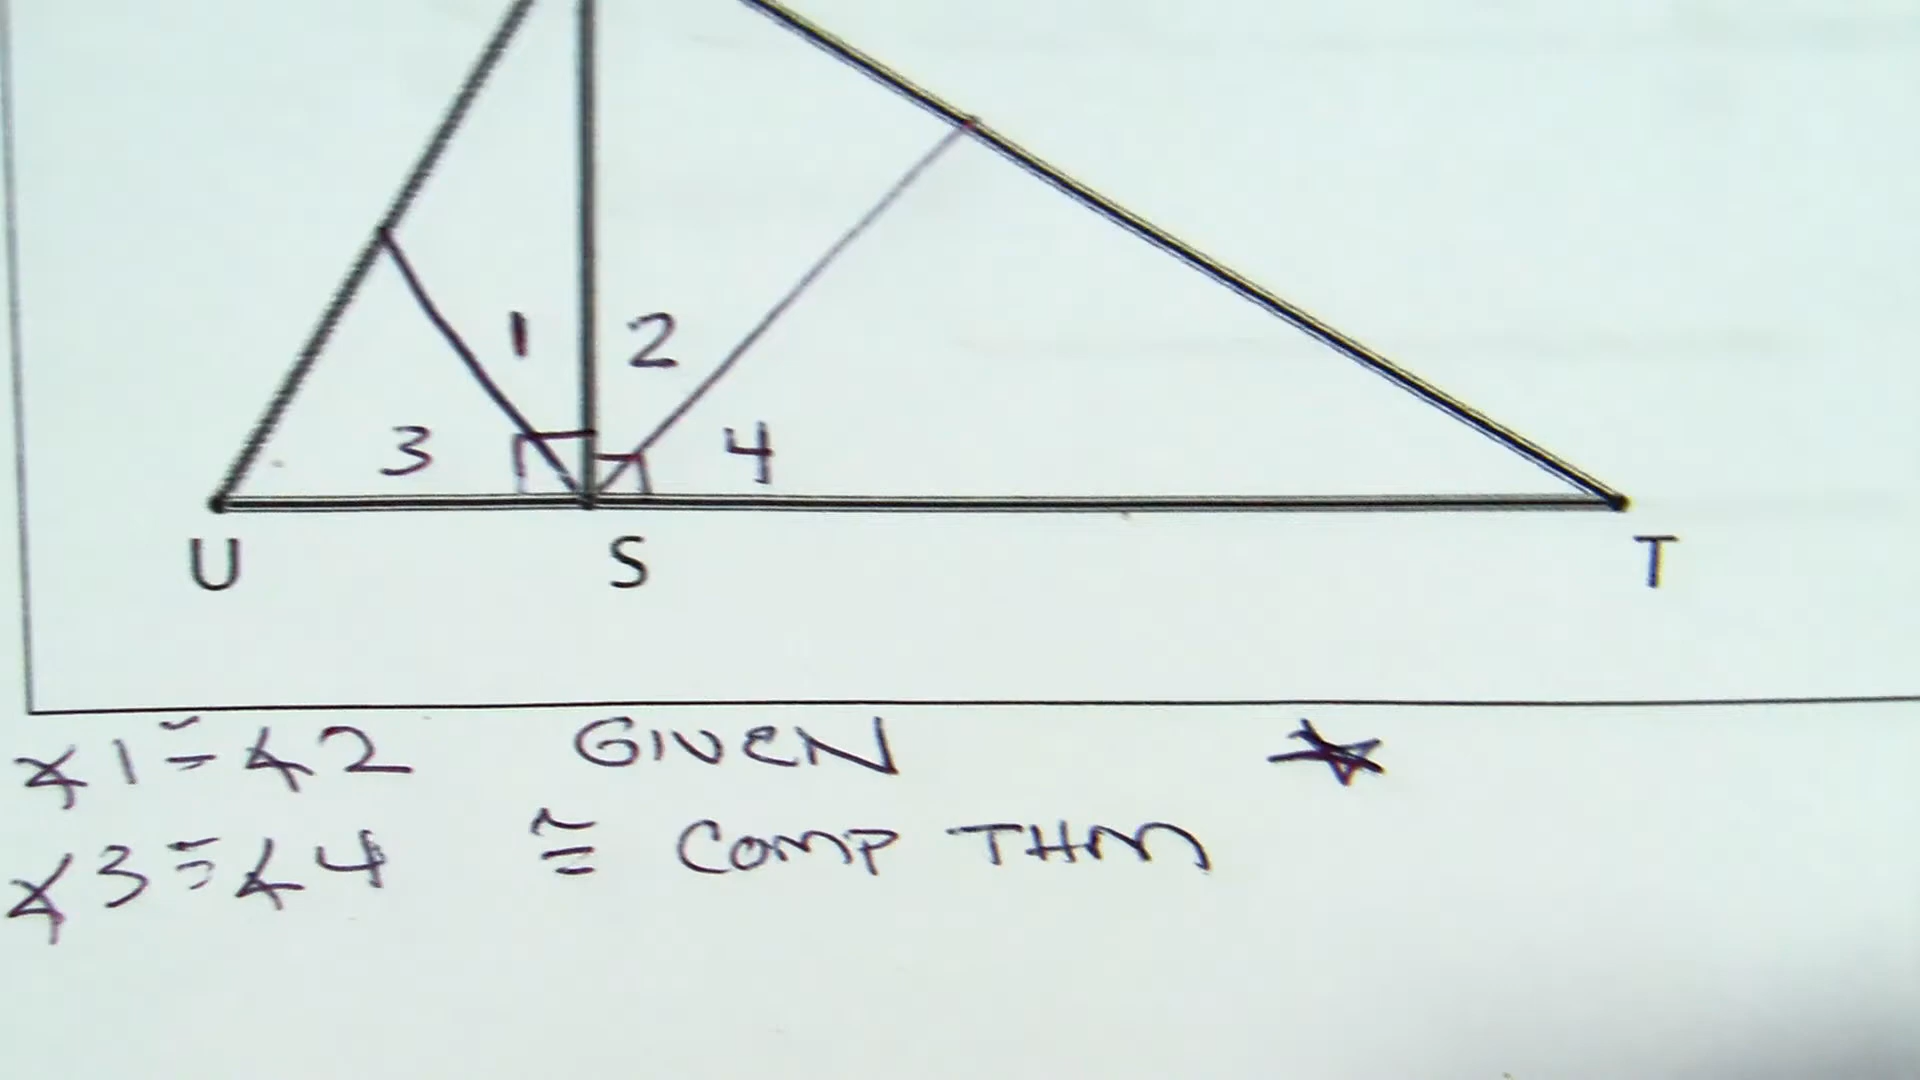 1 2
3 4
U S T
∡1 ≅ ∡2 GIVEN
∡3 ≅ ∡4 ≅ COMP THM